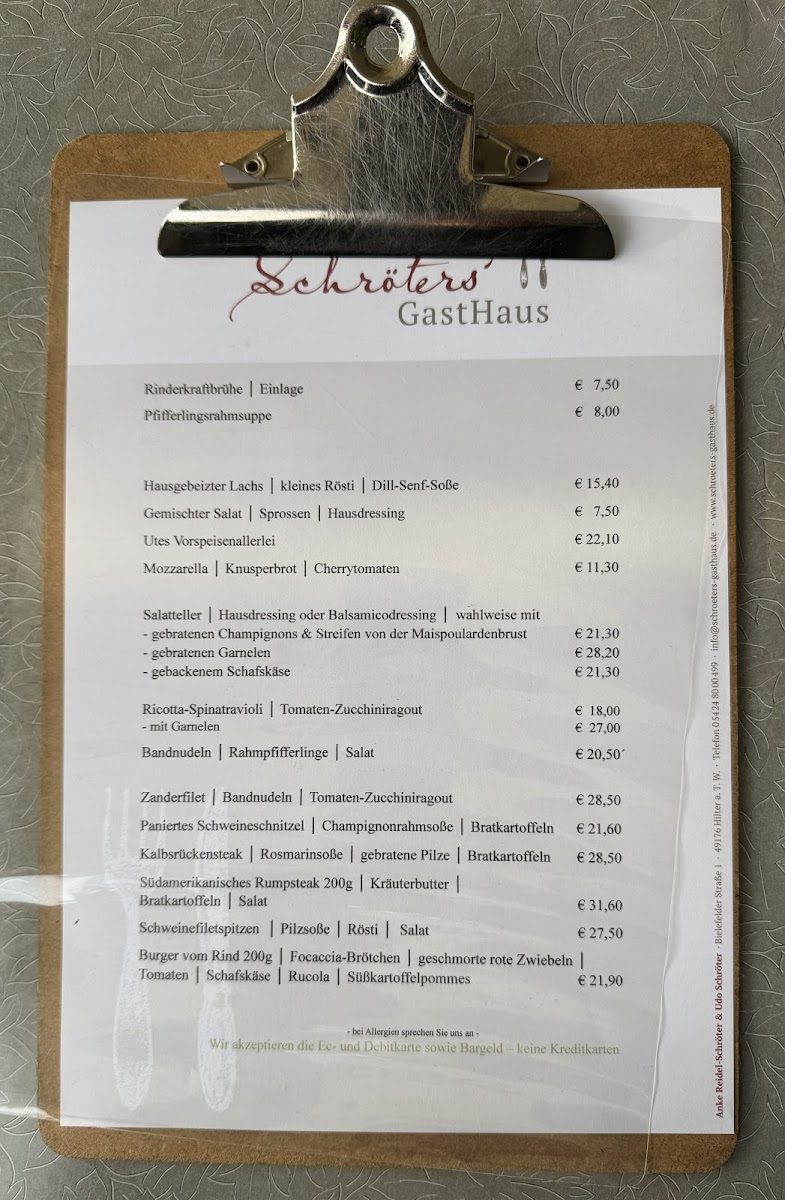 Schröters'
GastHaus
Rinderkraftbrühe | Einlage € 7,50
Pfifferlingsrahmsuppe € 8,00
Hausgebeizter Lachs | kleines Rösti | Dill-Senf-Soße € 15,40
Gemischter Salat | Sprossen | Hausdressing € 7,50
Utes Vorspeisenallerlei € 22,10
Mozzarella | Knusperbrot | Cherrytomaten € 11,30
Salatteller | Hausdressing oder Balsamicodressing | wahlweise mit
- gebratenen Champignons & Streifen von der Maispoulardenbrust € 21,30
- gebratenen Garnelen € 28,20
- gebackenem Schafskäse € 21,30
Ricotta-Spinatravioli | Tomaten-Zucchiniragout € 18,00
- mit Garnelen € 27,00
Bandnudeln | Rahmpfifferlinge | Salat € 20,50
Zanderfilet | Bandnudeln | Tomaten-Zucchiniragout € 28,50
Paniertes Schweineschnitzel | Champignonrahmsoße | Bratkartoffeln € 21,60
Kalbsrückensteak | Rosmarinsoße | gebratene Pilze | Bratkartoffeln € 28,50
Südamerikanisches Rumpsteak 200g | Kräuterbutter |
Bratkartoffeln | Salat € 31,60
Schweinefiletspitzen | Pilzsoße | Rösti | Salat € 27,50
Burger vom Rind 200g | Focaccia-Brötchen | geschmorte rote Zwiebeln |
Tomaten | Schafskäse | Rucola | Süßkartoffelpommes € 21,90
- bei Allergien sprechen Sie uns an -
Wir akzeptieren die Ec- und Debitkarte sowie Bargeld – keine Kreditkarten
Anke Reidel-Schröter & Udo Schröter · Bielefelder Straße 1 · 49176 Hilter a. T. W. · Telefon 05424 8000499 · info@schroeters-gasthaus.de · www.schroeters-gasthaus.de